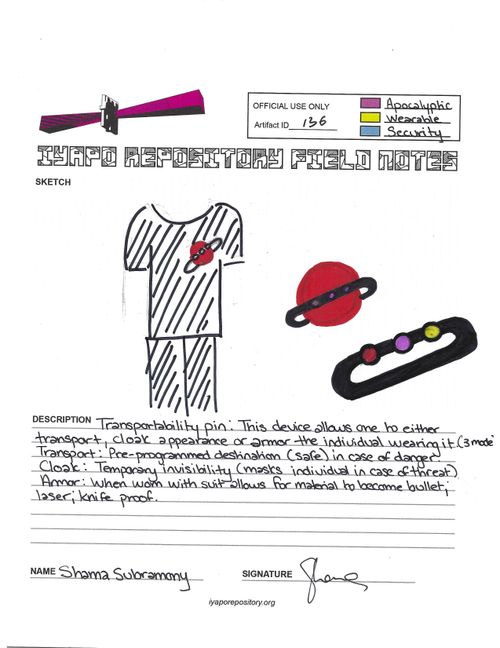 OFFICIAL USE ONLY
Artifact ID 136
Apocalyptic
Wearable
Security
IYAPO REPOSITORY FIELD NOTES
SKETCH
DESCRIPTION Transportability pin: This device allows one to either
transport, cloak appearance or armor the individual wearing it. (3 mode
Transport: Pre-programmed destination (safe) in case of danger.
Cloak: Temporary invisibility (masks individual in case of threat)
Armor: When worn with suit allows for material to become bullet;
laser; knife proof.
NAME Shama Subramony
SIGNATURE Shama
iyaporepository.org